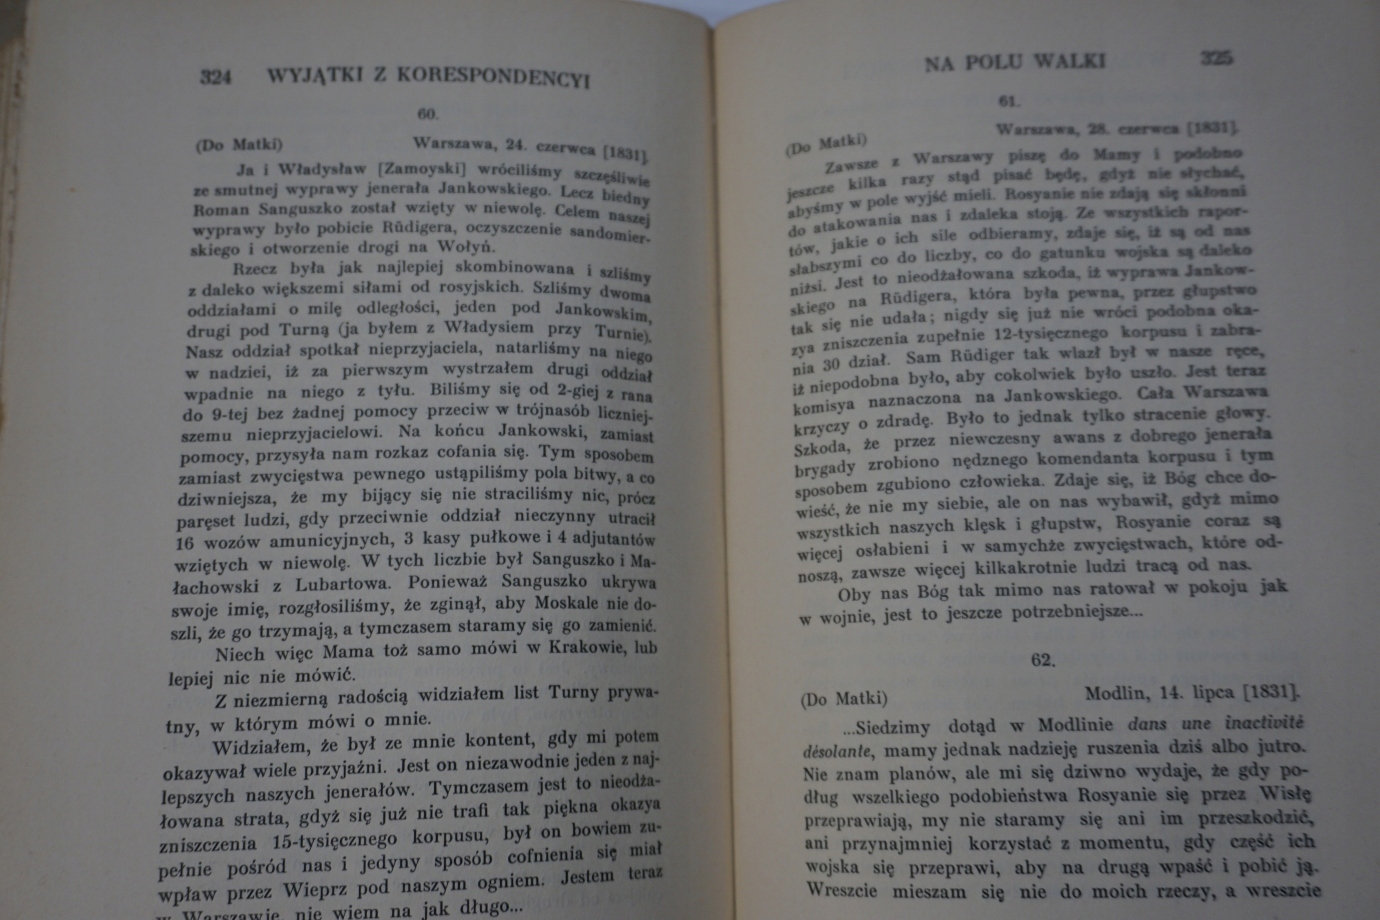 324 WYJĄTKI Z KORESPONDENCYI
60.
(Do Matki) Warszawa, 24. czerwca [1831].
Ja i Władysław [Zamoyski] wróciliśmy szczęśliwie
ze smutnej wyprawy jenerała Jankowskiego. Lecz biedny
Roman Sanguszko został wzięty w niewolę. Celem naszej
wyprawy było pobicie Rüdigera, oczyszczenie sandomier-
skiego i otworzenie drogi na Wołyń.
Rzecz była jak najlepiej skombinowana i szliśmy
z daleko większemi siłami od rosyjskich. Szliśmy dwoma
oddziałami o milę odległości, jeden pod Jankowskim,
drugi pod Turną (ja byłem z Władysiem przy Turnie).
Nasz oddział spotkał nieprzyjaciela, natarliśmy na niego
w nadziei, iż za pierwszym wystrzałem drugi oddział
wpadnie na niego z tyłu. Biliśmy się od 2-giej z rana
do 9-tej bez żadnej pomocy przeciw w trójnasób liczniej-
szemu nieprzyjacielowi. Na końcu Jankowski, zamiast
pomocy, przysyła nam rozkaz cofania się. Tym sposobem
zamiast zwycięstwa pewnego ustąpiliśmy pola bitwy, a co
dziwniejsza, że my bijący się nie straciliśmy nic, prócz
paręset ludzi, gdy przeciwnie oddział nieczynny utracił
16 wozów amunicyjnych, 3 kasy pułkowe i 4 adjutantów
wziętych w niewolę. W tych liczbie był Sanguszko i Ma-
łachowski z Lubartowa. Ponieważ Sanguszko ukrywa
swoje imię, rozgłosiliśmy, że zginął, aby Moskale nie do-
szli, że go trzymają, a tymczasem staramy się go zamienić.
Niech więc Mama toż samo mówi w Krakowie, lub
lepiej nic nie mówić.
Z niezmierną radością widziałem list Turny prywa-
tny, w którym mówi o mnie.
Widziałem, że był ze mnie kontent, gdy mi potem
okazywał wiele przyjaźni. Jest on niezawodnie jeden z naj-
lepszych naszych jenerałów. Tymczasem jest to nieodża-
łowana strata, gdyż się już nie trafi tak piękna okazya
zniszczenia 15-tysięcznego korpusu, był on bowiem zu-
pełnie pośród nas i jedyny sposób cofnienia się miał
wpław przez Wieprz pod naszym ogniem. Jestem teraz
w Warszawie, nie wiem na jak długo...
NA POLU WALKI 325
61.
(Do Matki) Warszawa, 28. czerwca [1831].
Zawsze z Warszawy piszę do Mamy i podobno
jeszcze kilka razy stąd pisać będę, gdyż nie słychać,
abyśmy w pole wyjść mieli. Rosyanie nie zdają się skłonni
do atakowania nas i zdaleka stoją. Ze wszystkich rapor-
tów, jakie o ich sile odbieramy, zdaje się, iż są od nas
słabszymi co do liczby, co do gatunku wojska są daleko
niżsi. Jest to nieodżałowana szkoda, iż wyprawa Jankow-
skiego na Rüdigera, która była pewna, przez głupstwo
tak się nie udała; nigdy się już nie wróci podobna oka-
zya zniszczenia zupełnie 12-tysięcznego korpusu i zabra-
nia 30 dział. Sam Rüdiger tak wlazł był w nasze ręce,
iż niepodobna było, aby cokolwiek było uszło. Jest teraz
komisya naznaczona na Jankowskiego. Cała Warszawa
krzyczy o zdradę. Było to jednak tylko stracenie głowy.
Szkoda, że przez niewczesny awans z dobrego jenerała
brygady zrobiono nędznego komendanta korpusu i tym
sposobem zgubiono człowieka. Zdaje się, iż Bóg chce do-
wieść, że nie my siebie, ale on nas wybawił, gdyż mimo
wszystkich naszych klęsk i głupstw, Rosyanie coraz są
więcej osłabieni i w samychże zwycięstwach, które od-
noszą, zawsze więcej kilkakrotnie ludzi tracą od nas.
Oby nas Bóg tak mimo nas ratował w pokoju jak
w wojnie, jest to jeszcze potrzebniejsze...
62.
(Do Matki) Modlin, 14. lipca [1831].
...Siedzimy dotąd w Modlinie dans une inactivité
désolante, mamy jednak nadzieję ruszenia dziś albo jutro.
Nie znam planów, ale mi się dziwno wydaje, że gdy po-
dług wszelkiego podobieństwa Rosyanie się przez Wisłę
przeprawiają, my nie staramy się ani im przeszkodzić,
ani przynajmniej korzystać z momentu, gdy część ich
wojska się przeprawi, aby na drugą wpaść i pobić ją.
Wreszcie mieszam się nie do moich rzeczy, a wreszcie